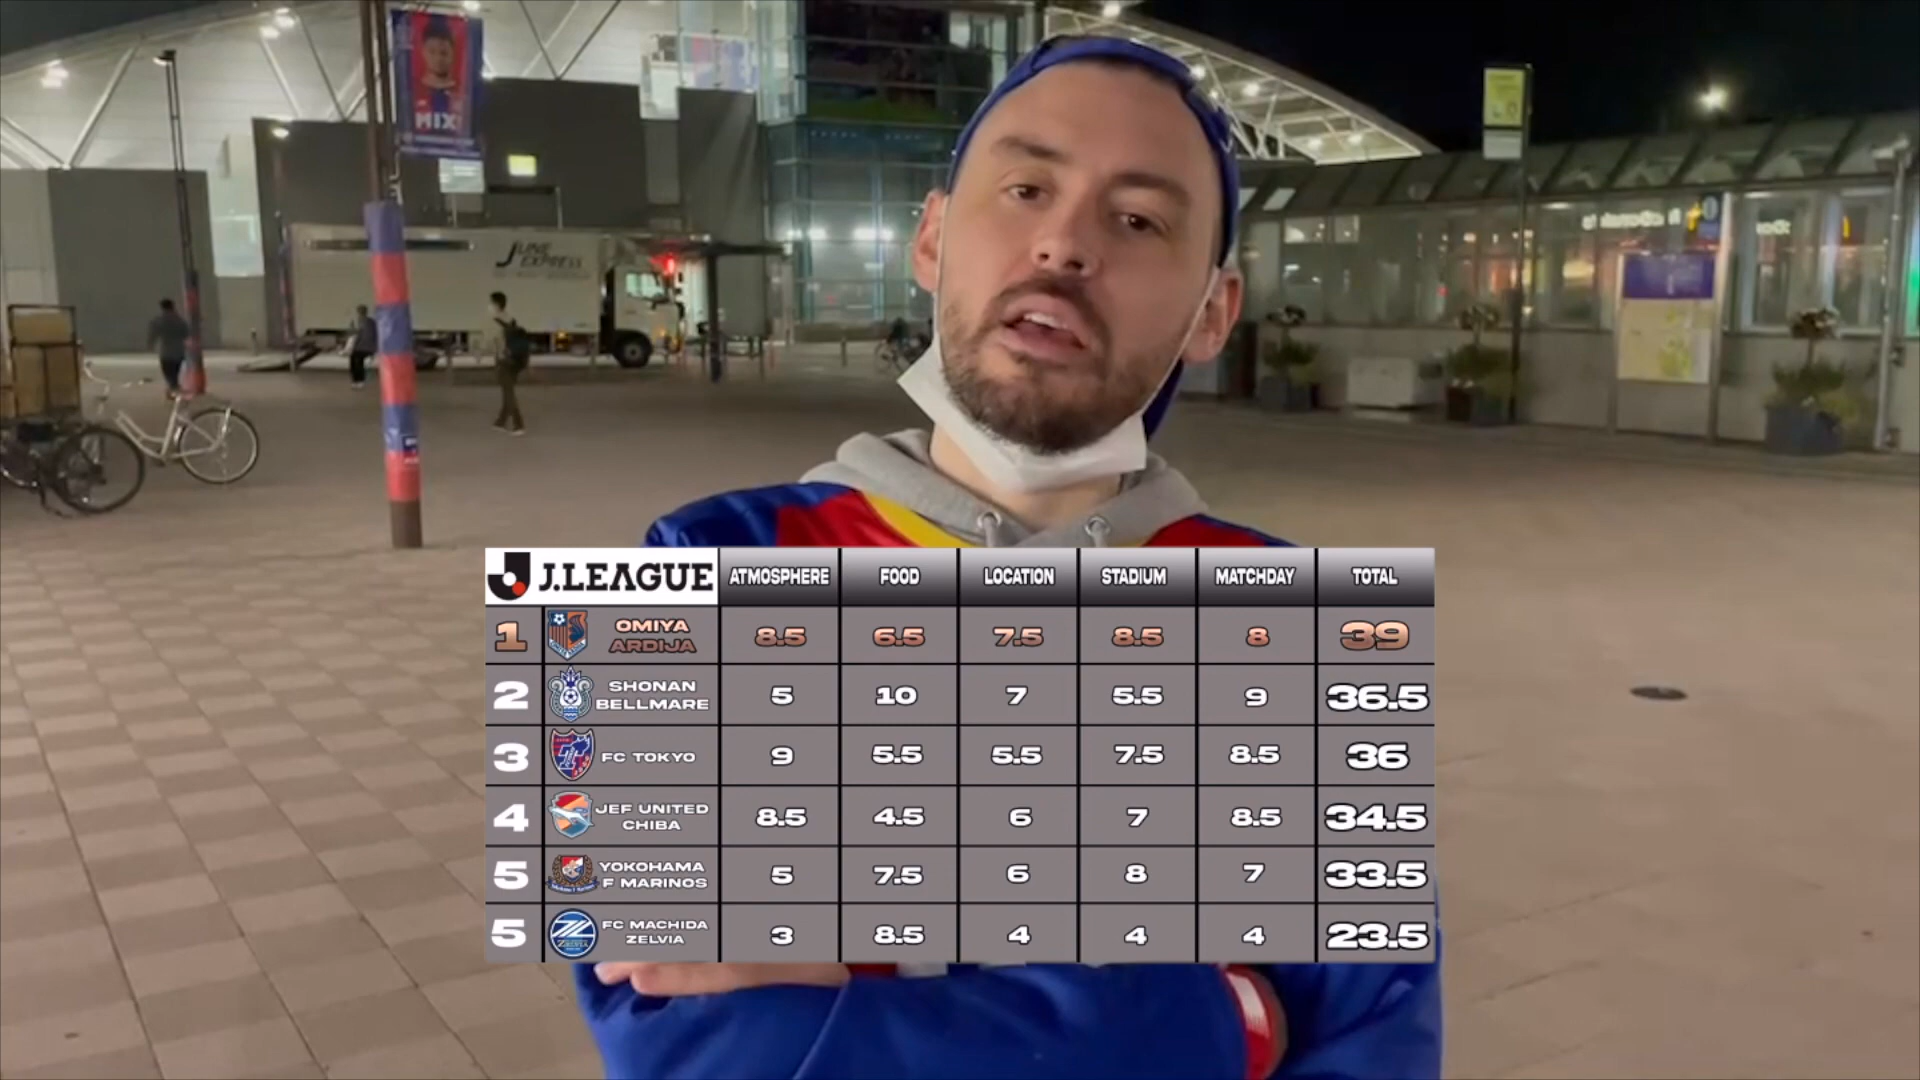 MIX
LINE
EXPRESS
J.LEAGUE ATMOSPHERE FOOD LOCATION STADIUM MATCHDAY TOTAL
1 OMIYA ARDIJA 8.5 6.5 7.5 8.5 8 39
2 SHONAN BELLMARE 5 10 7 5.5 9 36.5
3 FC TOKYO 9 5.5 5.5 7.5 8.5 36
4 JEF UNITED CHIBA 8.5 4.5 6 7 8.5 34.5
5 YOKOHAMA F MARINOS 5 7.5 6 8 7 33.5
5 FC MACHIDA ZELVIA 3 8.5 4 4 4 23.5